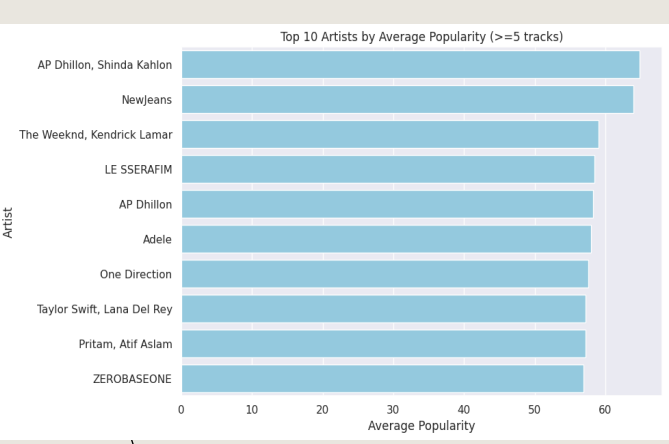 Top 10 Artists by Average Popularity (>=5 tracks)
AP Dhillon, Shinda Kahlon
NewJeans
The Weeknd, Kendrick Lamar
LE SSERAFIM
AP Dhillon
Adele
One Direction
Taylor Swift, Lana Del Rey
Pritam, Atif Aslam
ZEROBASEONE
Artist
0 10 20 30 40 50 60
Average Popularity